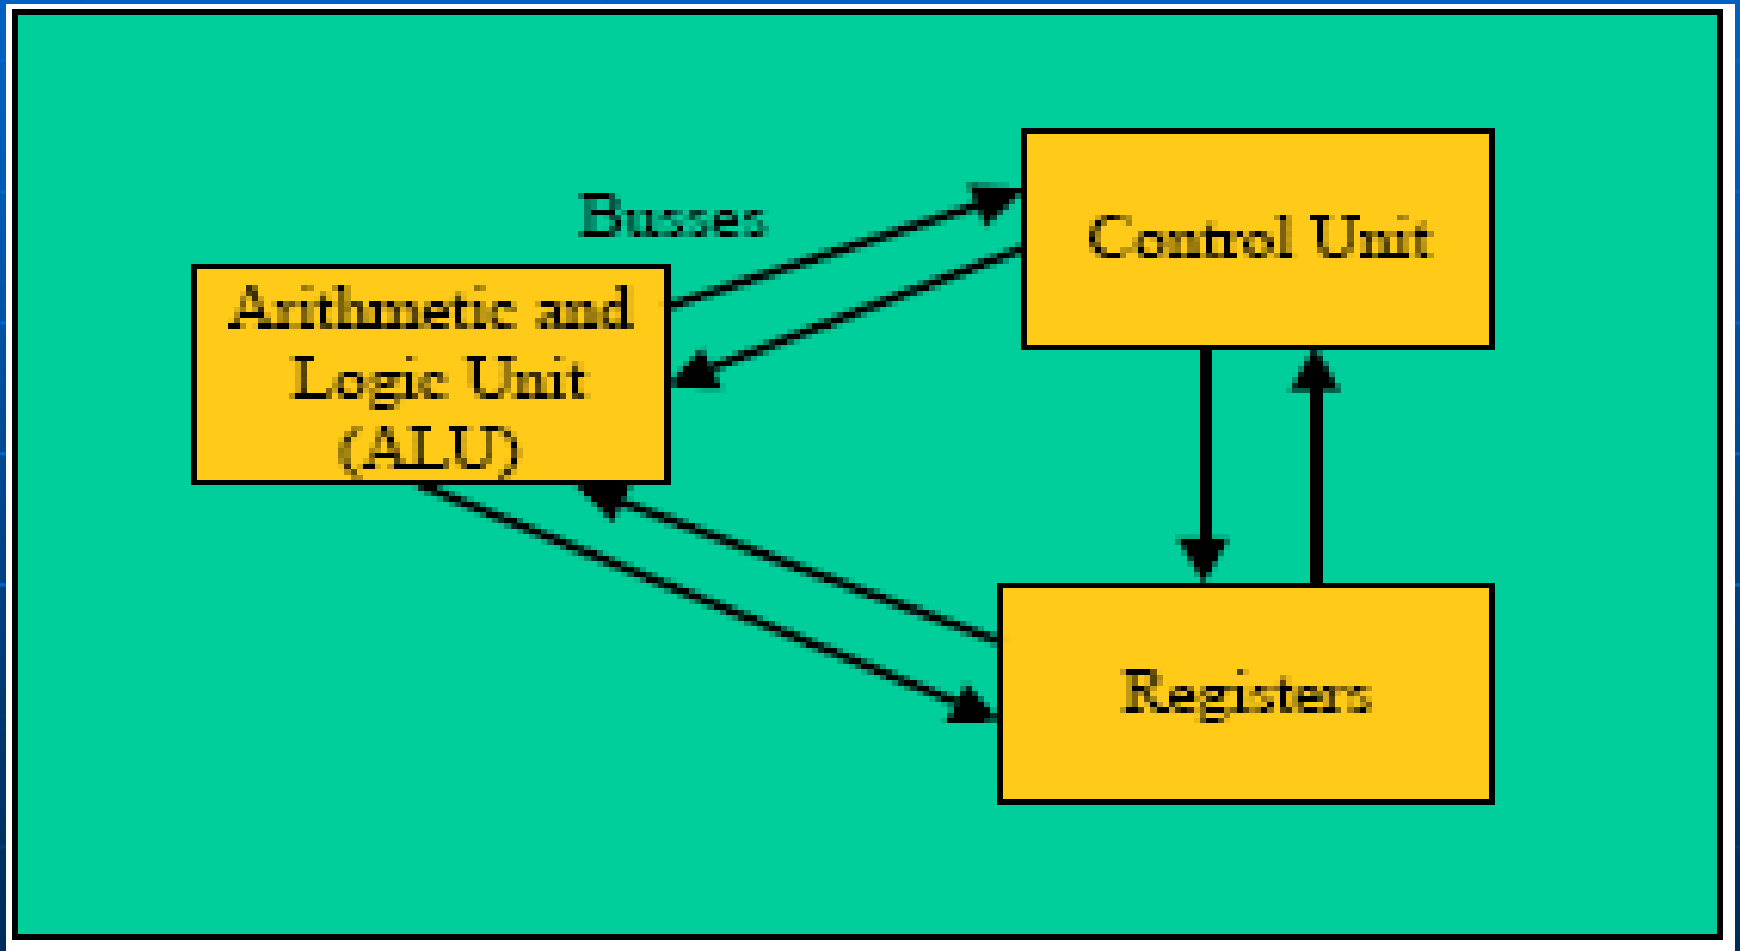 Busses
Control Unit
Arithmetic and
Logic Unit
(ALU)
Registers